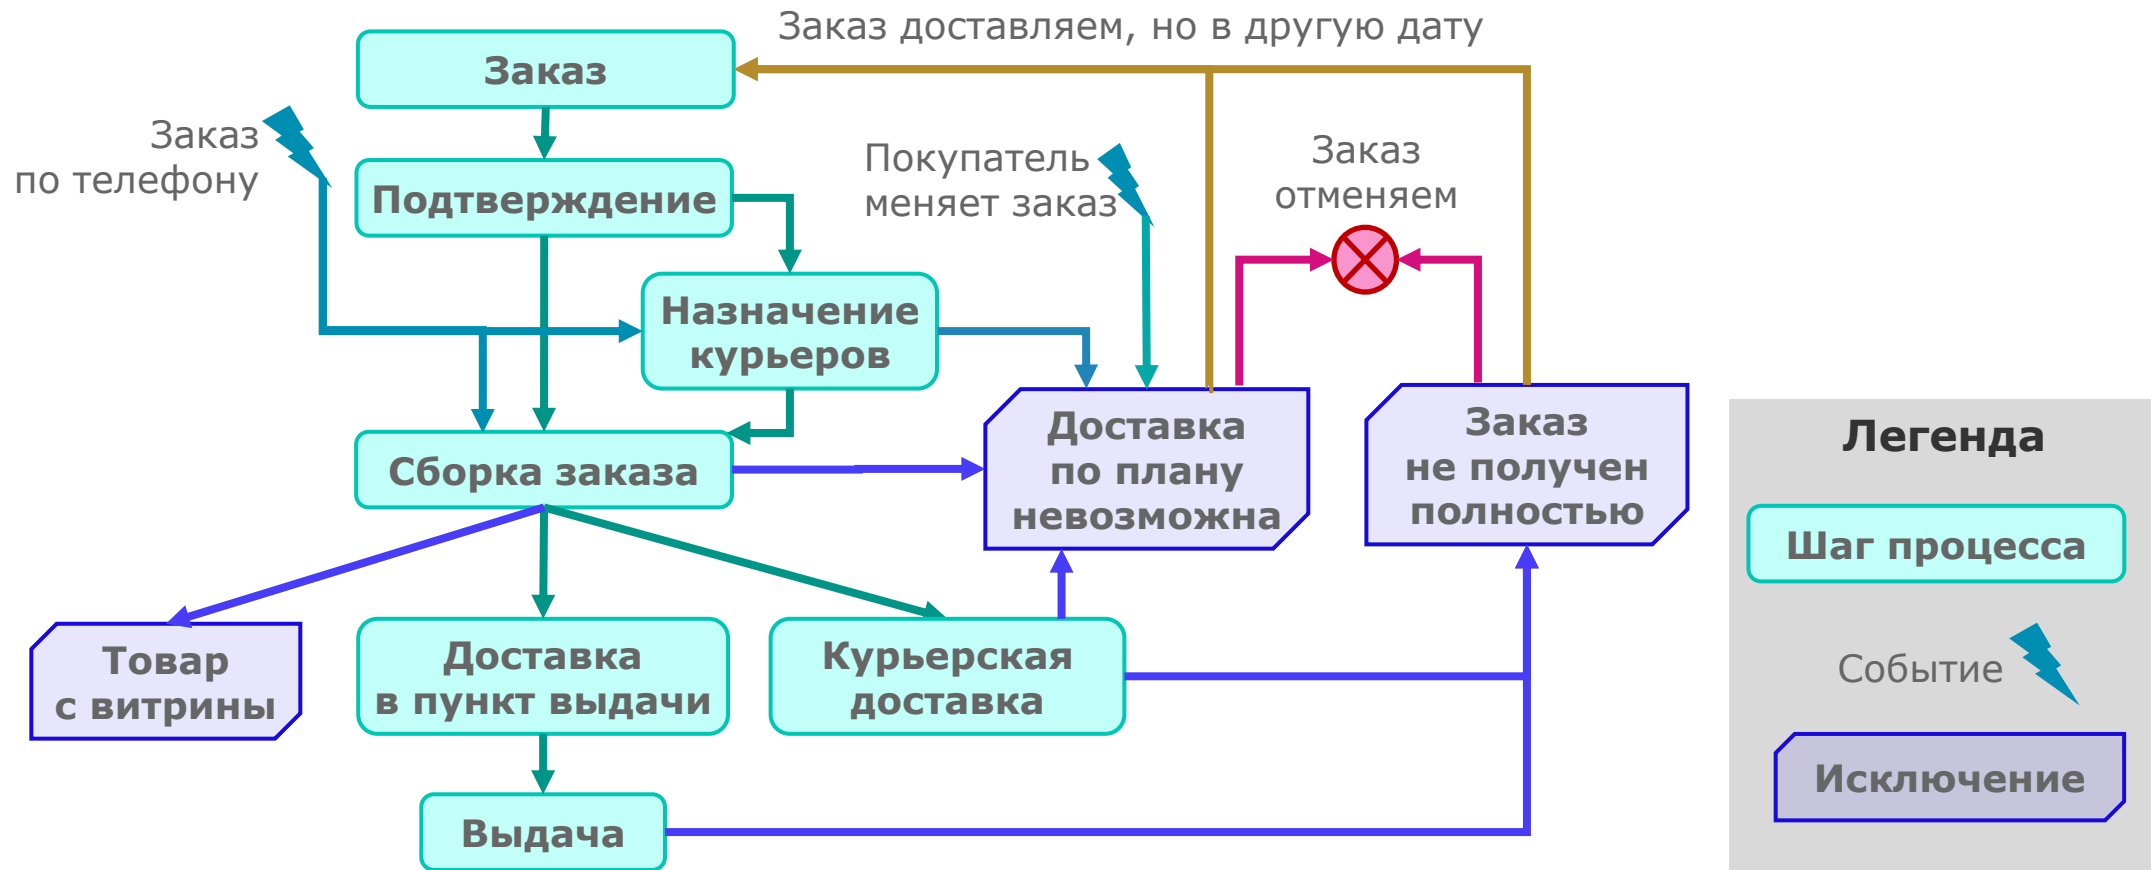 Заказ доставляем, но в другую дату
Заказ
Заказ
по телефону
Подтверждение
Покупатель
меняет заказ
Заказ
отменяем
Назначение
курьеров
Сборка заказа
Доставка
по плану
невозможна
Заказ
не получен
полностью
Товар
с витрины
Доставка
в пункт выдачи
Курьерская
доставка
Выдача
Легенда
Шаг процесса
Событие
Исключение